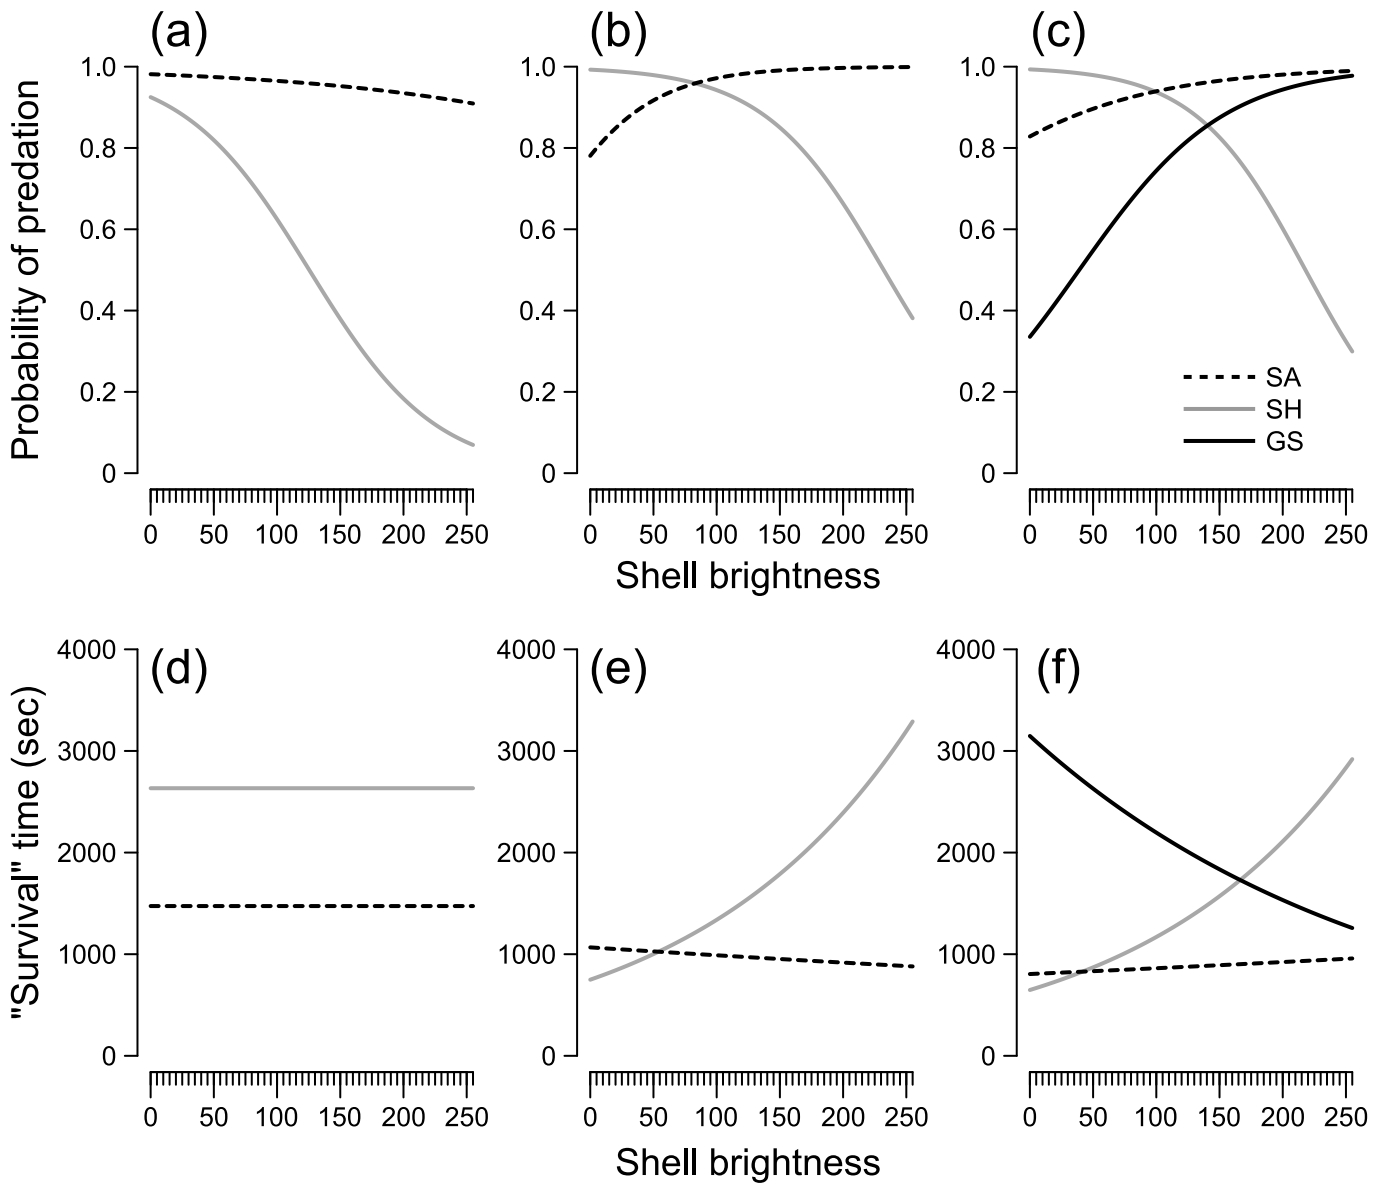 (a) (b) (c)
Probability of predation
1.0 1.0 1.0
0.8 0.8 0.8
0.6 0.6 0.6
0.4 0.4 0.4
0.2 0.2 0.2
0 0 0
SA
SH
GS
0 50 100 150 200 250 0 50 100 150 200 250 0 50 100 150 200 250
Shell brightness
(d) (e) (f)
"Survival" time (sec)
4000 4000 4000
3000 3000 3000
2000 2000 2000
1000 1000 1000
0 0 0
0 50 100 150 200 250 0 50 100 150 200 250 0 50 100 150 200 250
Shell brightness